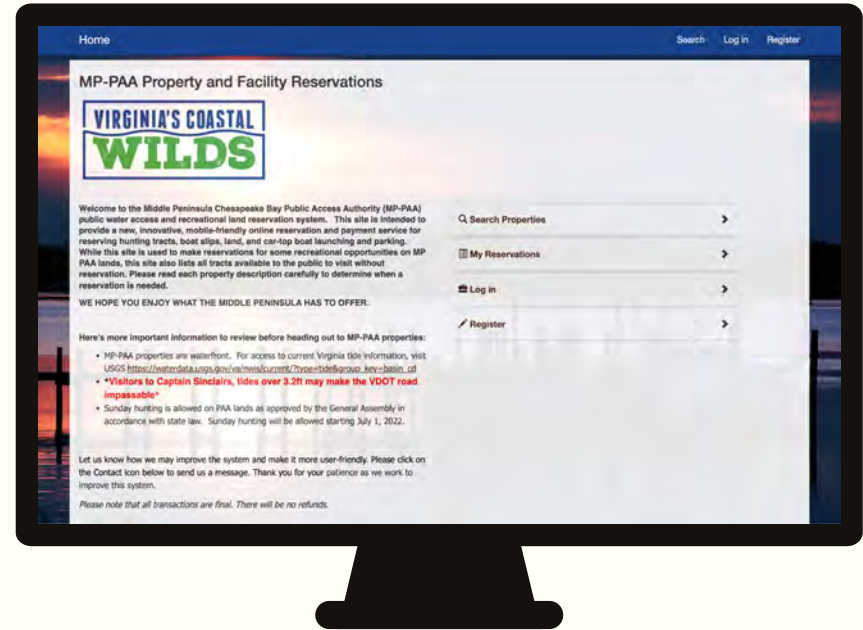 Home
Search Log in Register
MP-PAA Property and Facility Reservations
VIRGINIA'S COASTAL
WILDS
Welcome to the Middle Peninsula Chesapeake Bay Public Access Authority (MP-PAA)
public water access and recreational land reservation system. This site is intended to
provide a new, innovative, mobile-friendly online reservation and payment service for
reserving hunting tracts, boat slips, land, and car-top boat launching and parking.
While this site is used to make reservations for some recreational opportunities on MP
PAA lands, this site also lists all tracts available to the public to visit without
reservation. Please read each property description carefully to determine when a
reservation is needed.
WE HOPE YOU ENJOY WHAT THE MIDDLE PENINSULA HAS TO OFFER.
Here's more important information to review before heading out to MP-PAA properties:
• MP-PAA properties are waterfront. For access to current Virginia tide information, visit
USGS https://waterdata.usgs.gov/va/nwis/current/?type=tide&group_key=basin_cd
• *Visitors to Captain Sinclairs, tides over 3.2ft may make the VDOT road
impassable*
• Sunday hunting is allowed on PAA lands as approved by the General Assembly in
accordance with state law. Sunday hunting will be allowed starting July 1, 2022.
Let us know how we may improve the system and make it more user-friendly. Please click on
the Contact icon below to send us a message. Thank you for your patience as we work to
improve this system.
Please note that all transactions are final. There will be no refunds.
Search Properties
My Reservations
Log in
Register